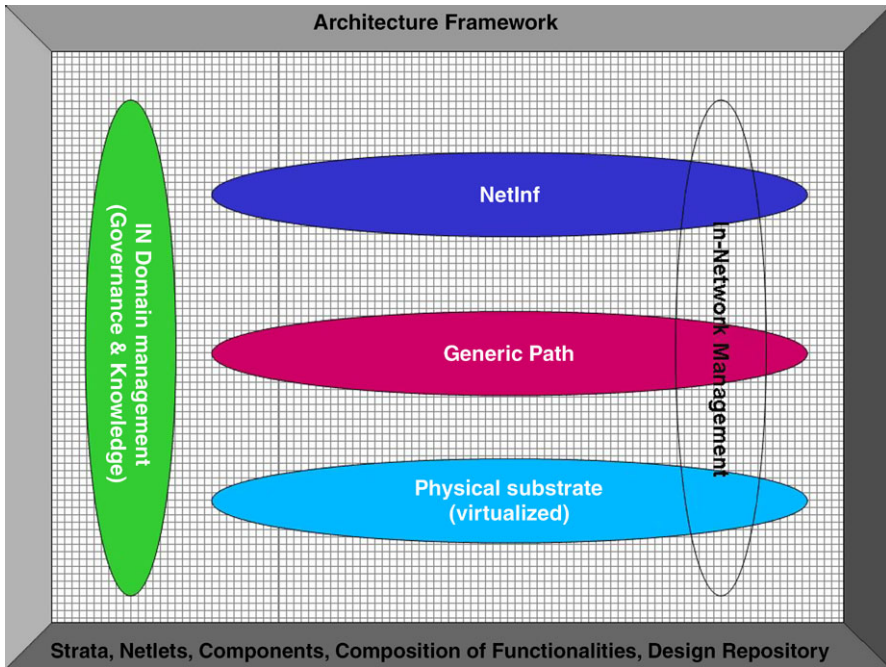 Architecture Framework
IN Domain management
(Governance & Knowledge)
NetInf
Generic Path
Physical substrate
(virtualized)
In-Network Management
Strata, Netlets, Components, Composition of Functionalities, Design Repository